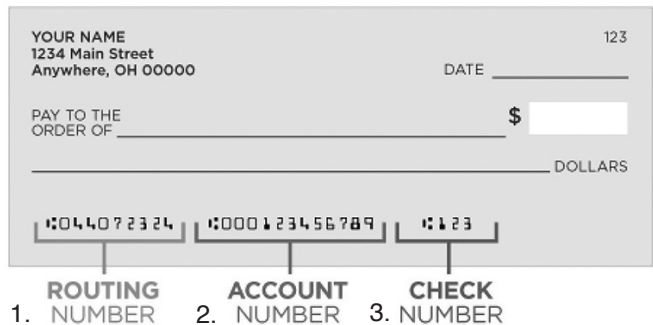 YOUR NAME 123
1234 Main Street
Anywhere, OH 00000
DATE
PAY TO THE
ORDER OF $
DOLLARS
⑆044072324 ⑆000123456789 ⑆123
ROUTING ACCOUNT CHECK
1. NUMBER 2. NUMBER 3. NUMBER